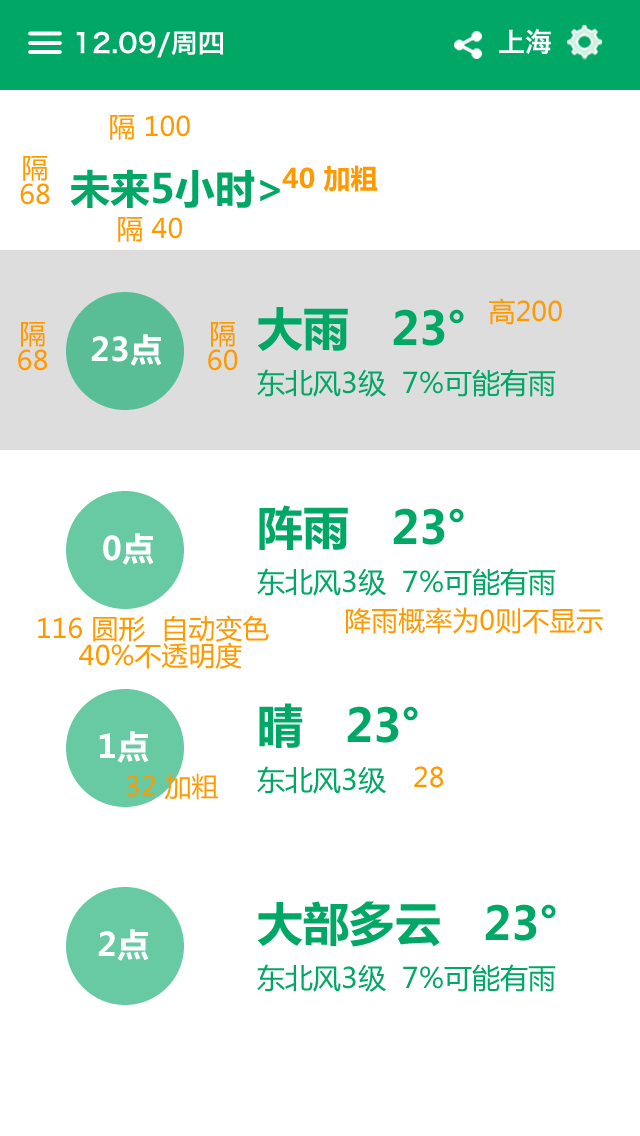 12.09/周四 上海
隔 100
隔
68
未来5小时>
40 加粗
隔 40
隔
68
23点
隔
60
大雨 23°
高200
东北风3级 7%可能有雨
0点
阵雨 23°
东北风3级 7%可能有雨
116 圆形 自动变色
40%不透明度
降雨概率为0则不显示
1点
32 加粗
晴 23°
东北风3级
28
2点
大部多云 23°
东北风3级 7%可能有雨